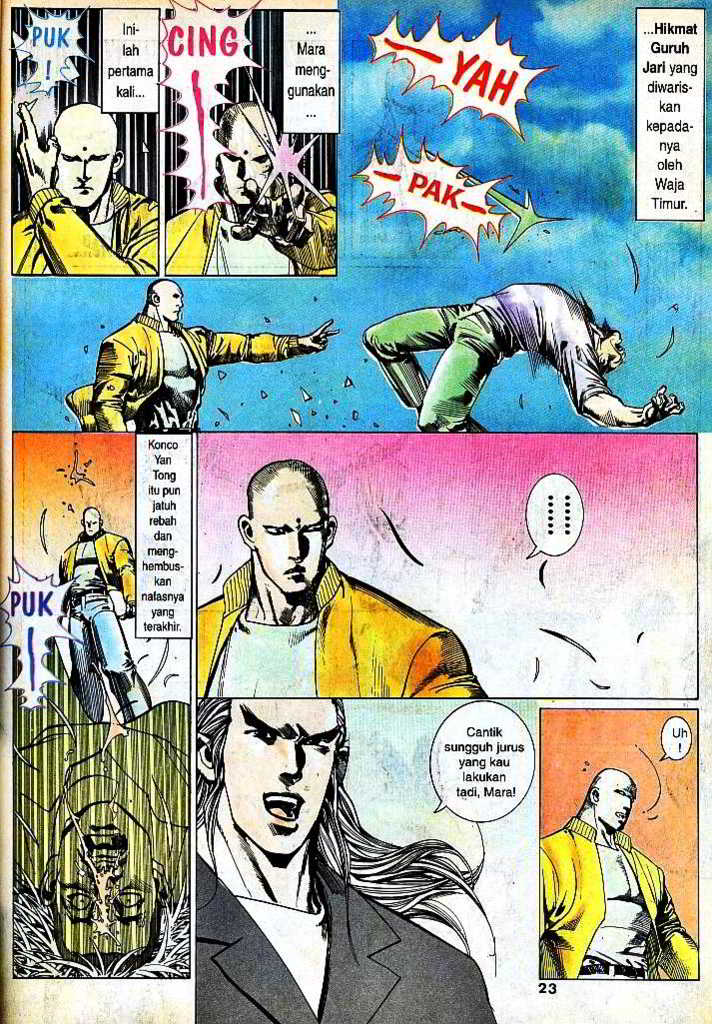 PUK
!
Ini-
lah
pertama
kali...
CING
!
...
Mara
meng-
gunakan
...
— YAH
— PAK —
...Hikmat
Guruh
Jari yang
diwaris-
kan
kepada-
nya
oleh
Waja
Timur.
Konco
Yan
Tong
itu pun
jatuh
rebah
dan
meng-
hembus-
kan
nafasnya
yang
terakhir.
PUK
!
......
......
Cantik
sungguh jurus
yang kau
lakukan
tadi, Mara!
Uh
!
23